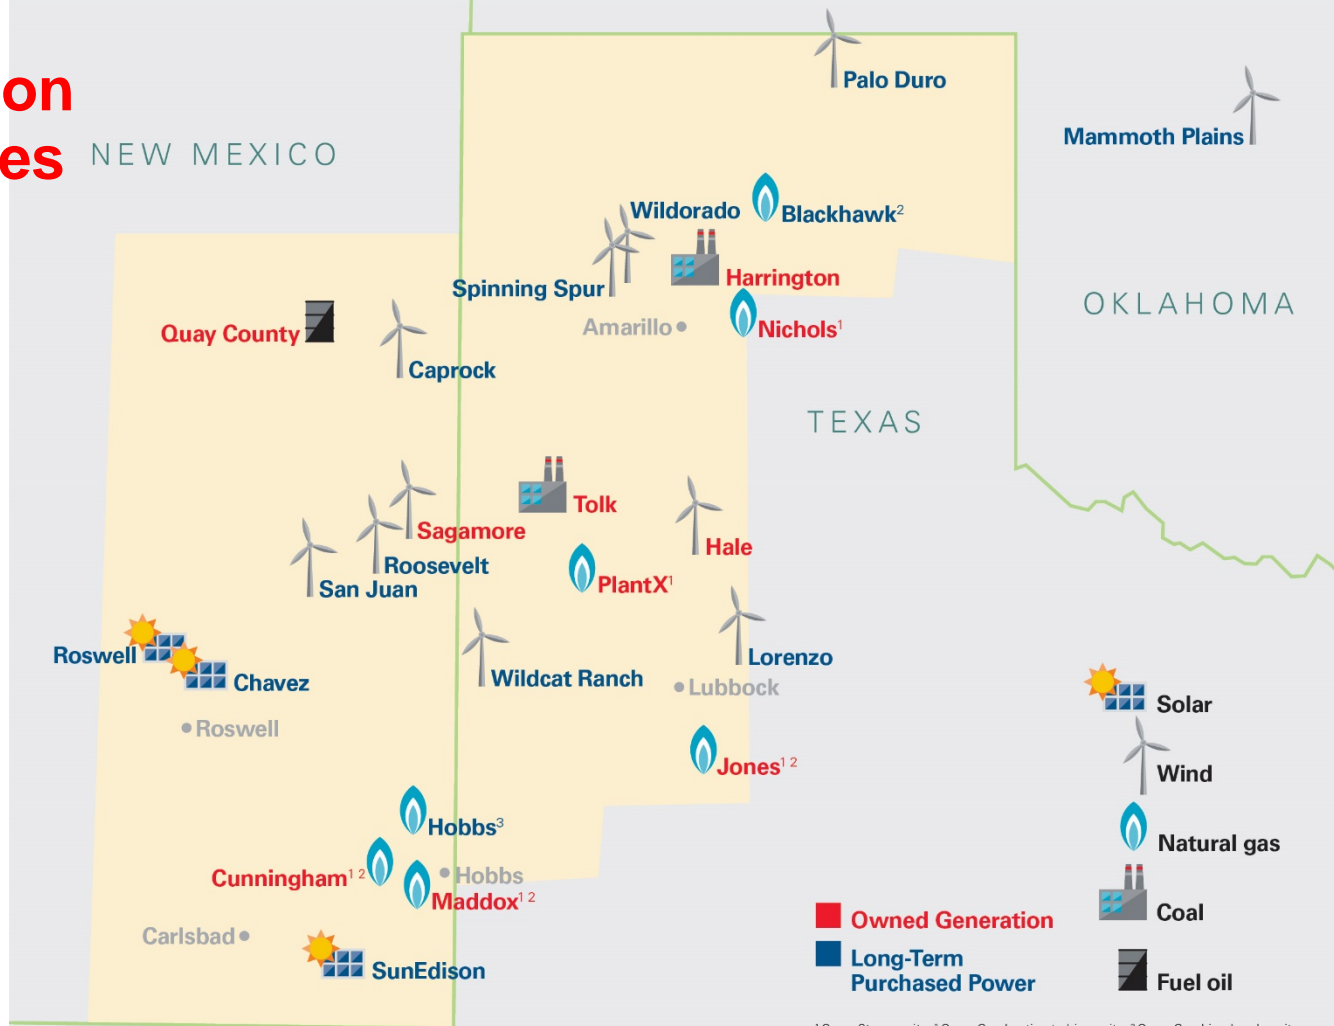 on
es
NEW MEXICO
Palo Duro
Mammoth Plains
Wildorado
Blackhawk²
Spinning Spur
Harrington
OKLAHOMA
Amarillo
Nichols¹
Quay County
Caprock
TEXAS
Tolk
Sagamore
Hale
Roosevelt
PlantX¹
San Juan
Roswell
Chavez
Wildcat Ranch
Lorenzo
Lubbock
Roswell
Jones¹ ²
Hobbs³
Cunningham¹ ²
Hobbs
Maddox¹ ²
Carlsbad
SunEdison
Solar
Wind
Natural gas
Coal
Fuel oil
Owned Generation
Long-Term
Purchased Power